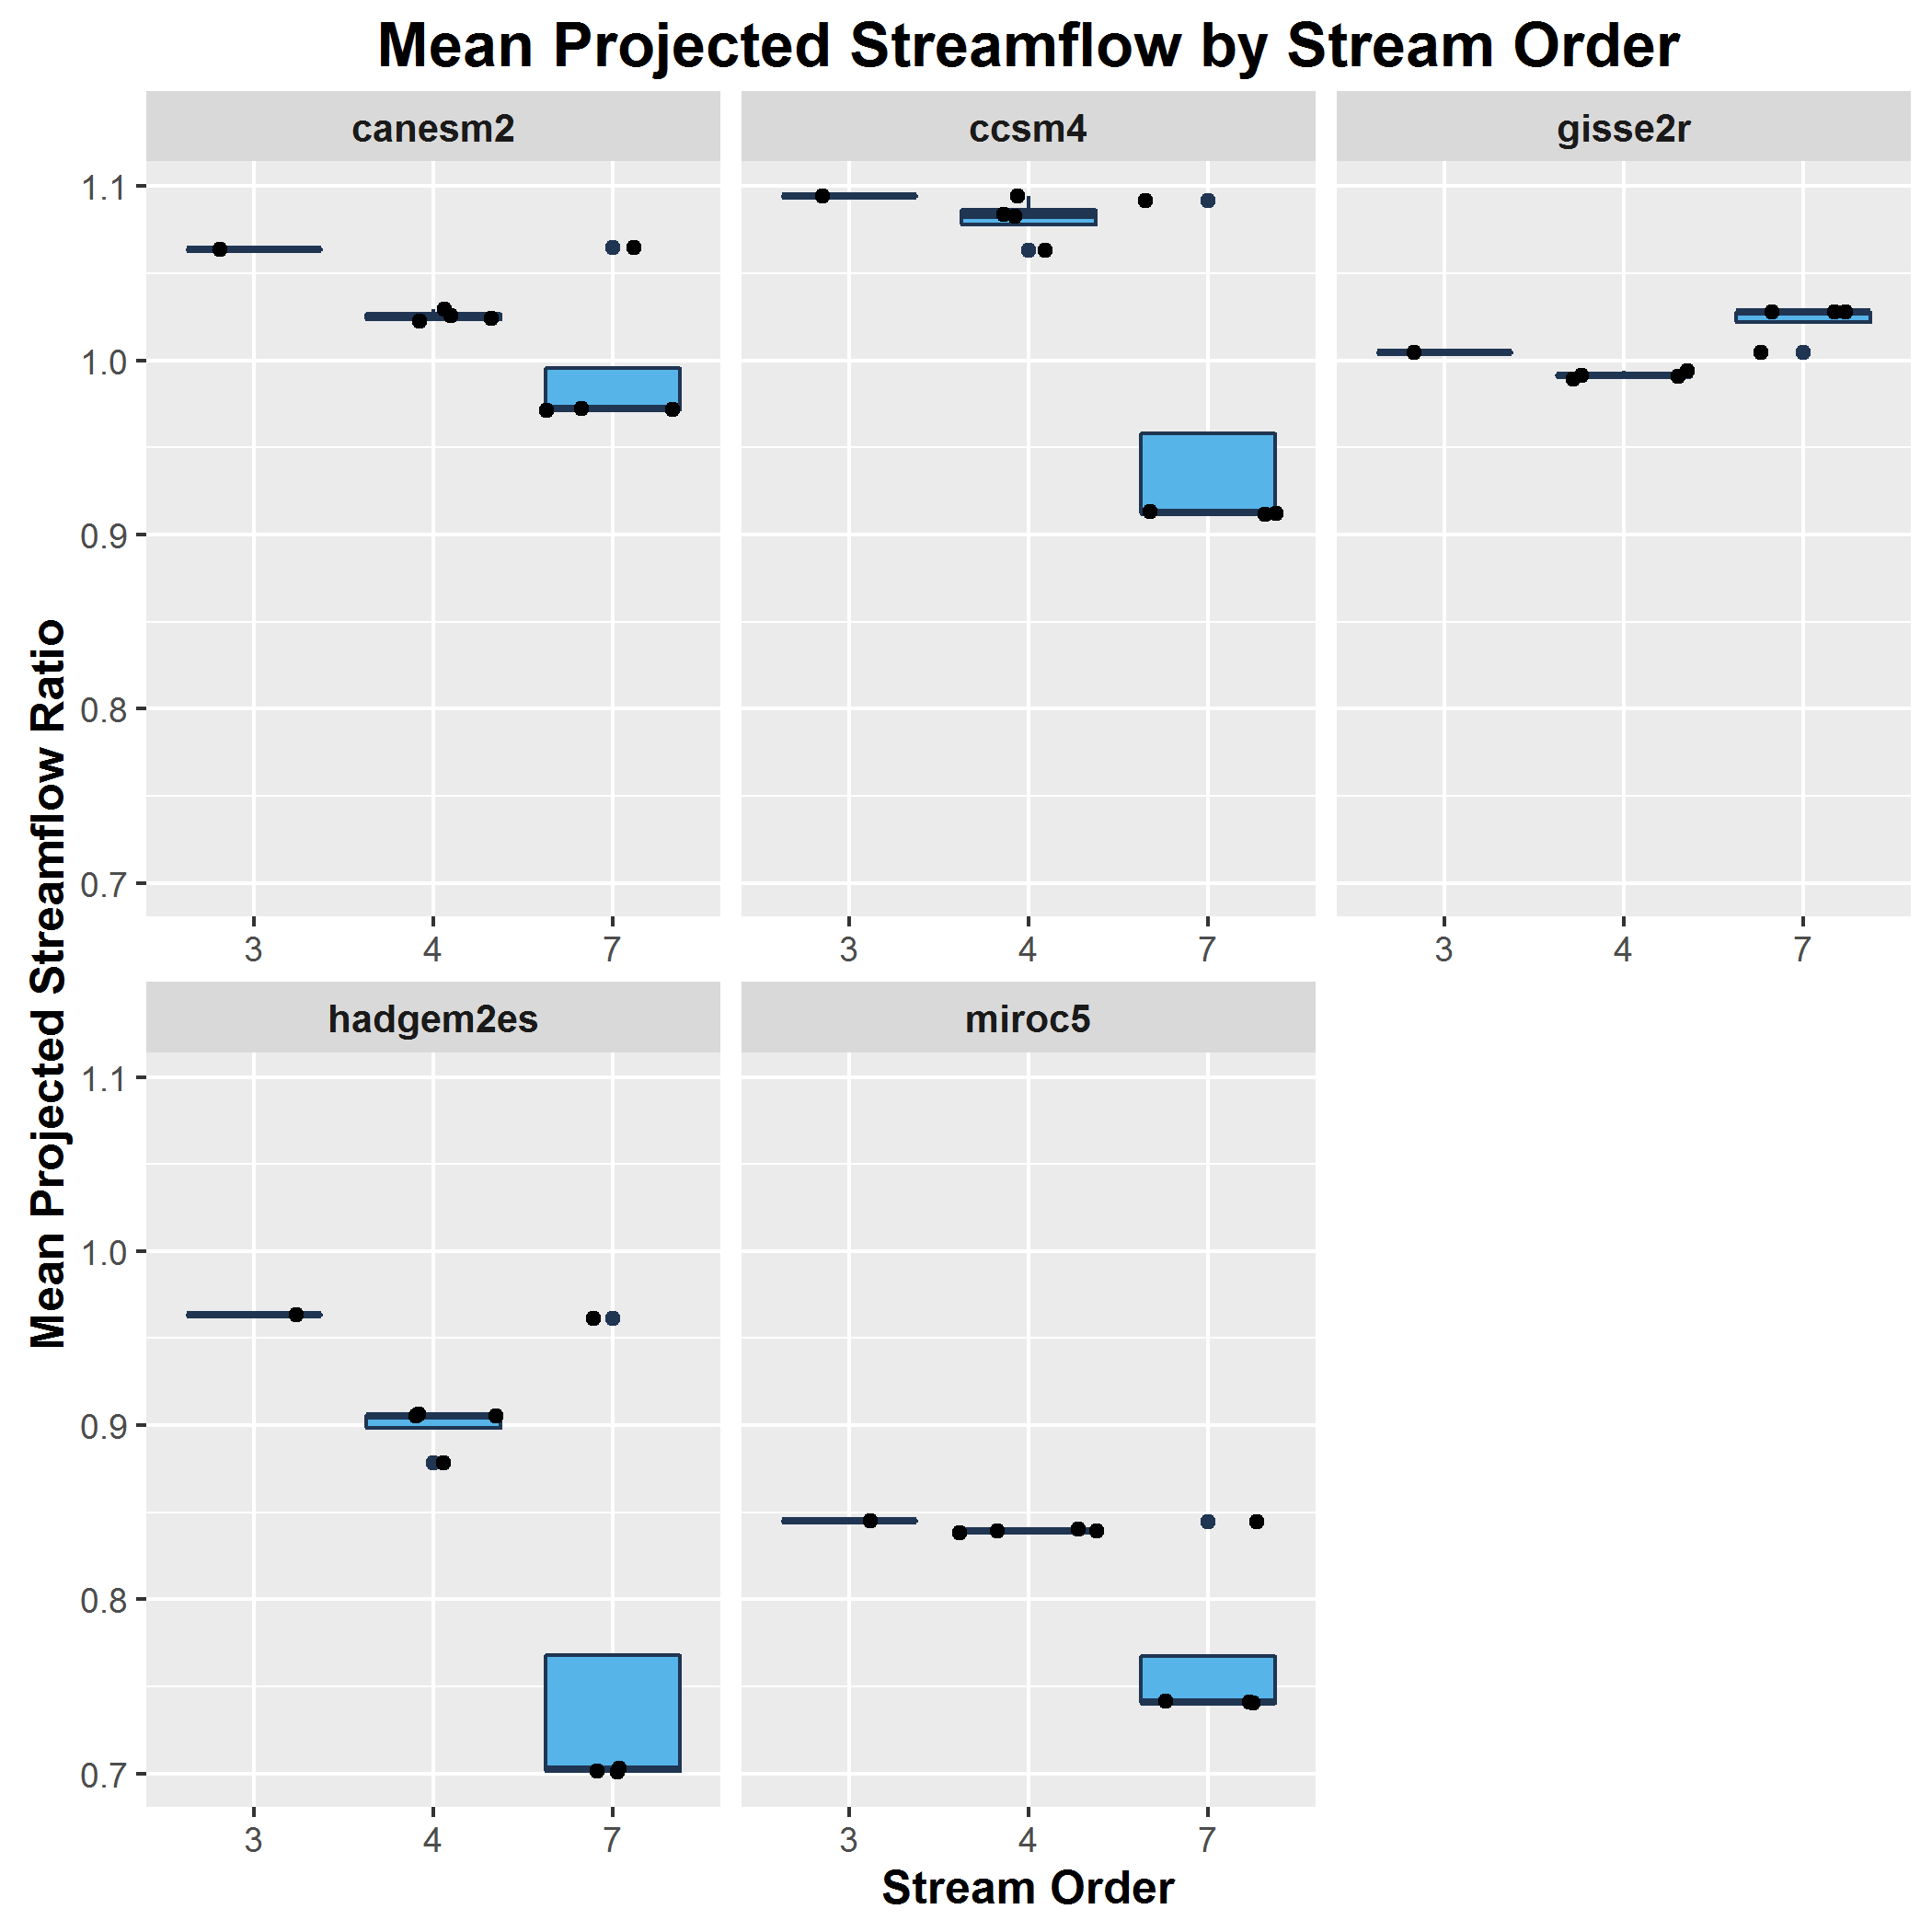 Mean Projected Streamflow by Stream Order
canesm2 ccsm4 gisse2r
1.1
1.0
0.9
0.8
0.7
3 4 7 3 4 7 3 4 7
Mean Projected Streamflow Ratio
hadgem2es miroc5
1.1
1.0
0.9
0.8
0.7
3 4 7 3 4 7
Stream Order